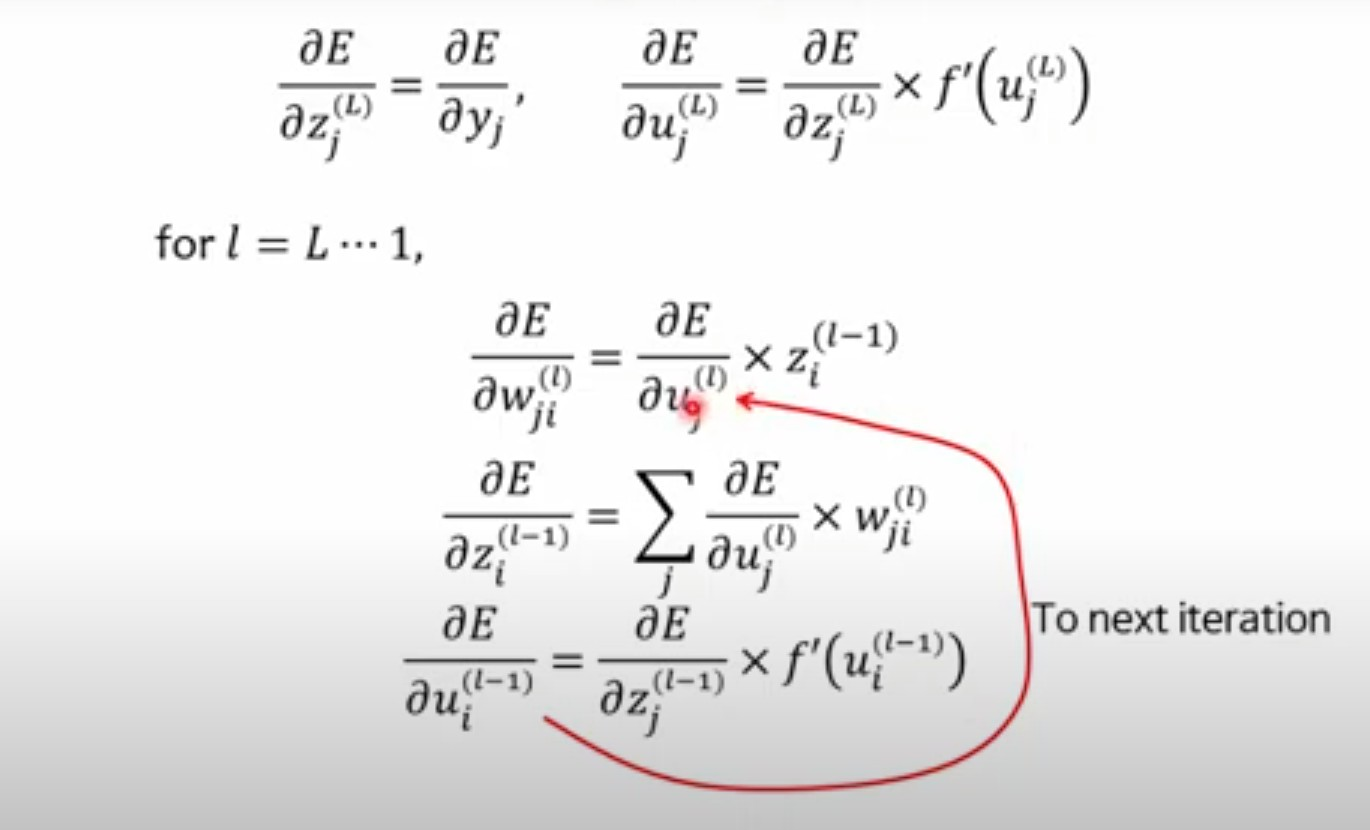 ∂E/∂z_j^(L) = ∂E/∂y_j, ∂E/∂u_j^(L) = ∂E/∂z_j^(L) × f′(u_j^(L))
for l = L ⋯ 1,
∂E/∂w_ji^(l) = ∂E/∂u_j^(l) × z_i^(l−1)
∂E/∂z_i^(l−1) = ∑_j ∂E/∂u_j^(l) × w_ji^(l)
∂E/∂u_i^(l−1) = ∂E/∂z_j^(l−1) × f′(u_i^(l−1))
To next iteration